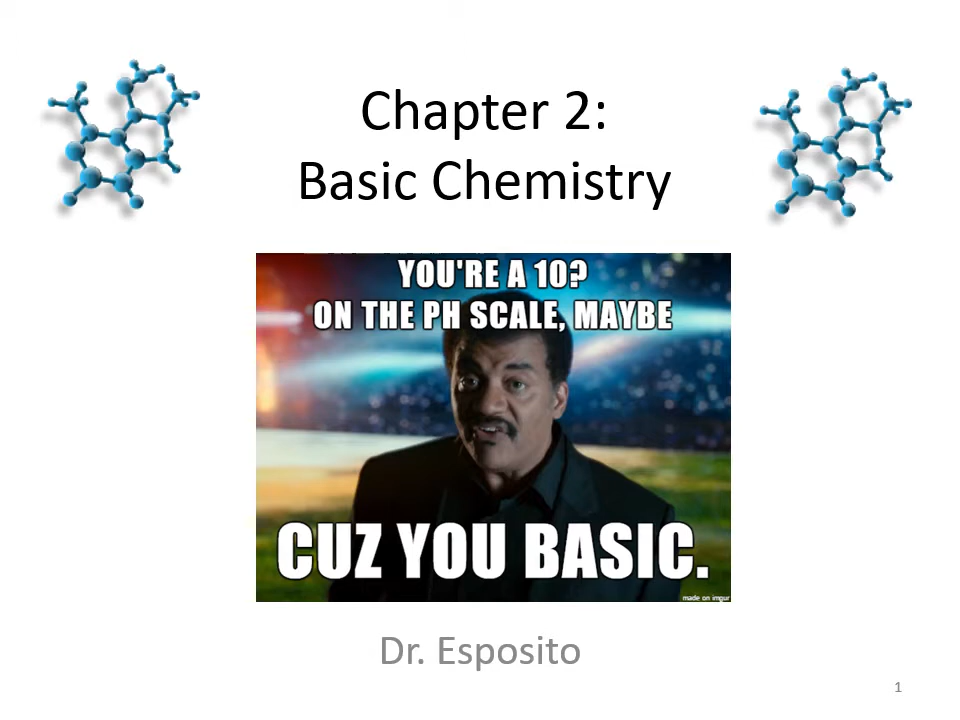 Chapter 2:
Basic Chemistry
YOU'RE A 10?
ON THE PH SCALE, MAYBE
CUZ YOU BASIC.
made on imgur
Dr. Esposito
1